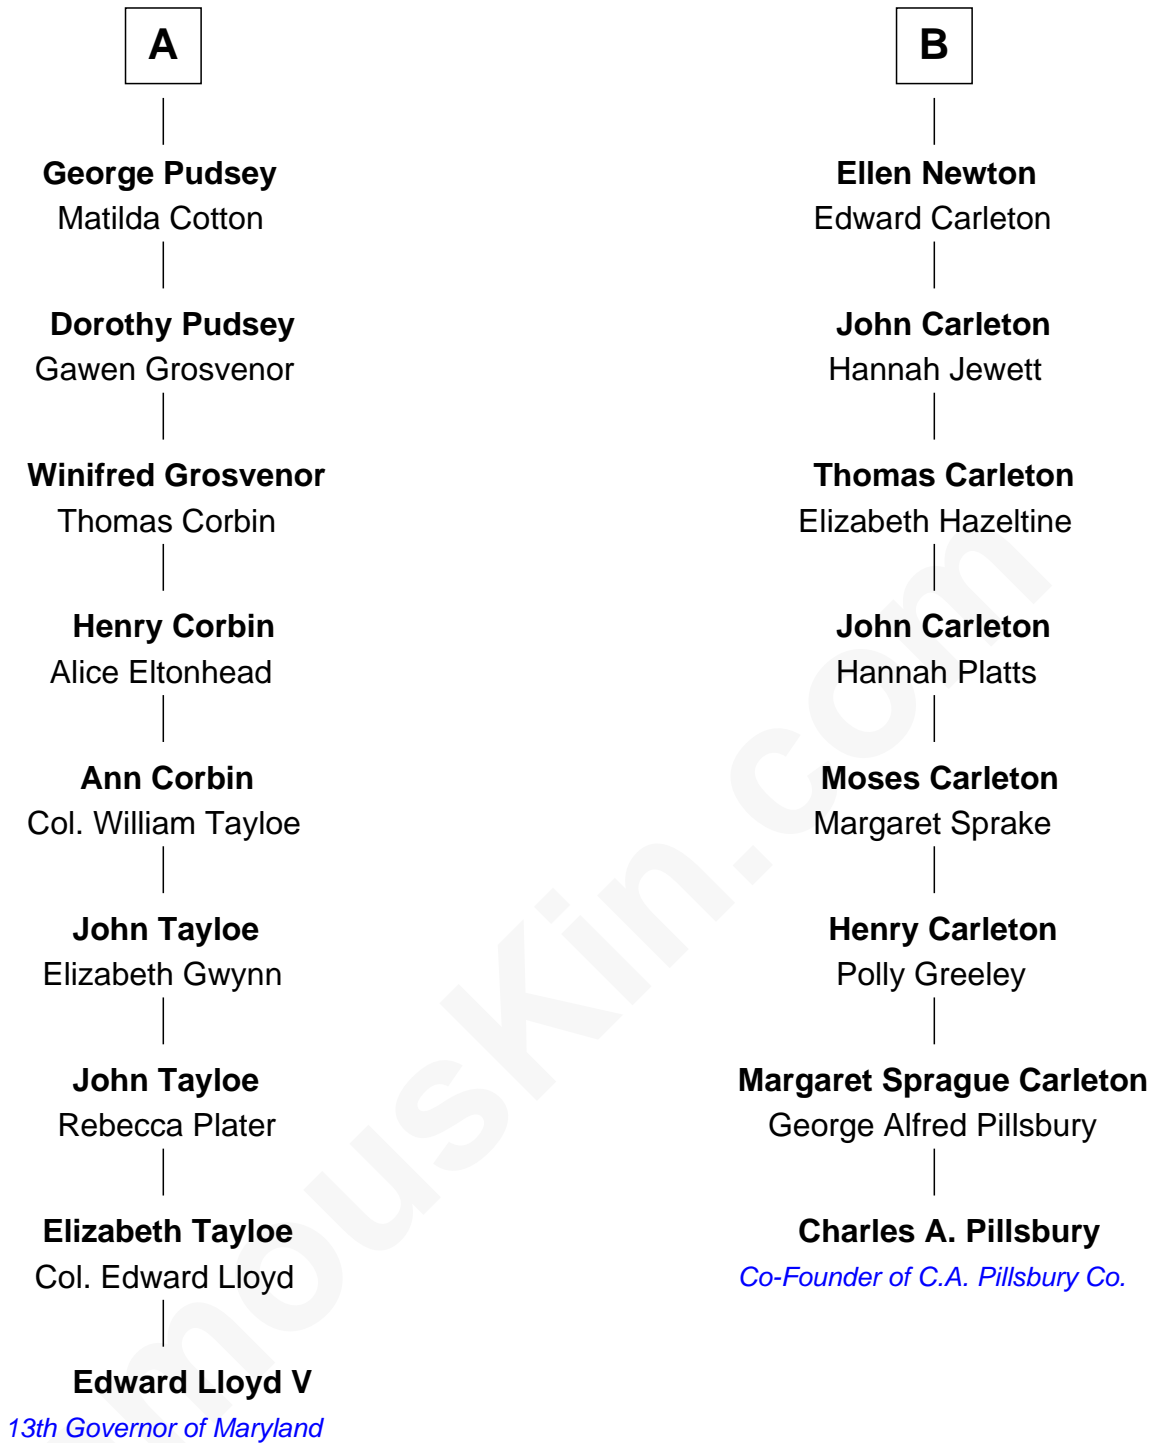 A
George Pudsey
Matilda Cotton
Dorothy Pudsey
Gawen Grosvenor
Winifred Grosvenor
Thomas Corbin
Henry Corbin
Alice Eltonhead
Ann Corbin
Col. William Tayloe
John Tayloe
Elizabeth Gwynn
John Tayloe
Rebecca Plater
Elizabeth Tayloe
Col. Edward Lloyd
Edward Lloyd V
13th Governor of Maryland
B
Ellen Newton
Edward Carleton
John Carleton
Hannah Jewett
Thomas Carleton
Elizabeth Hazeltine
John Carleton
Hannah Platts
Moses Carleton
Margaret Sprake
Henry Carleton
Polly Greeley
Margaret Sprague Carleton
George Alfred Pillsbury
Charles A. Pillsbury
Co-Founder of C.A. Pillsbury Co.
mousKin.com